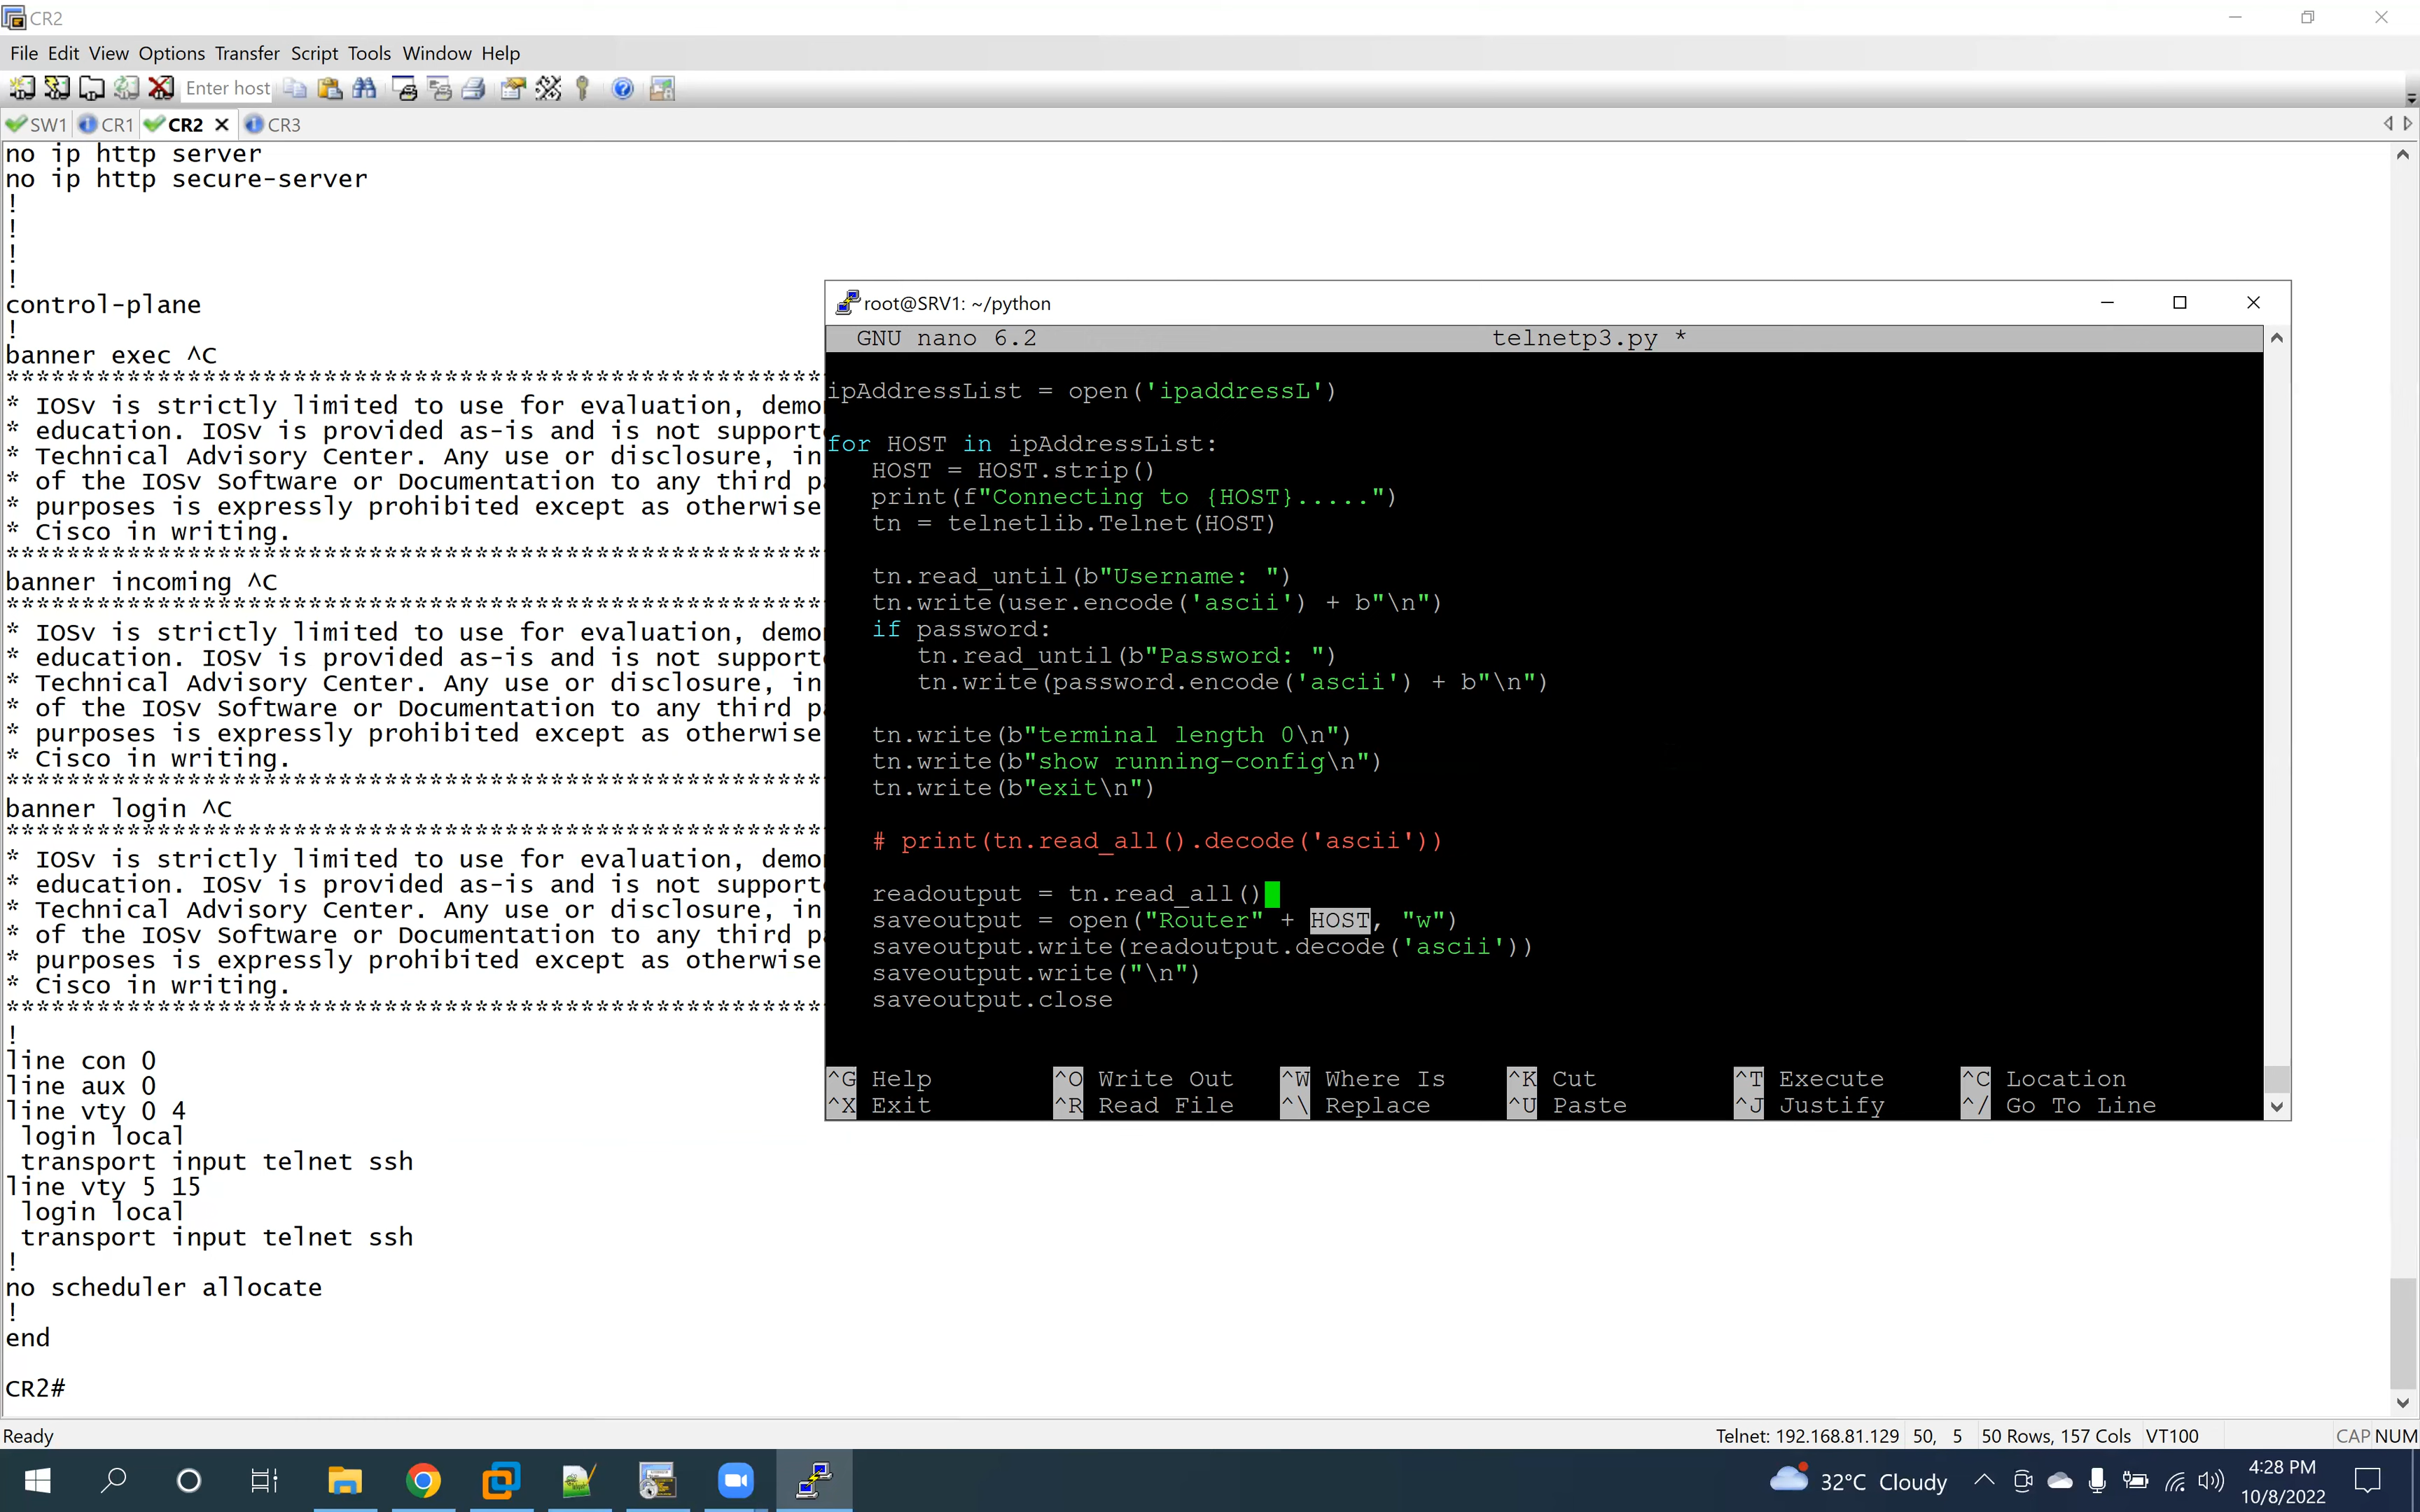 CR2
File Edit View Options Transfer Script Tools Window Help
Enter host
SW1 CR1 CR2 CR3
no ip http server
no ip http secure-server
!
!
!
!
control-plane
!
banner exec ^C
*******************************************************
* IOSv is strictly limited to use for evaluation, demo
* education. IOSv is provided as-is and is not support
* Technical Advisory Center. Any use or disclosure, in
* of the IOSv Software or Documentation to any third p
* purposes is expressly prohibited except as otherwise
* Cisco in writing.
*******************************************************
banner incoming ^C
*******************************************************
* IOSv is strictly limited to use for evaluation, demo
* education. IOSv is provided as-is and is not support
* Technical Advisory Center. Any use or disclosure, in
* of the IOSv Software or Documentation to any third p
* purposes is expressly prohibited except as otherwise
* Cisco in writing.
*******************************************************
banner login ^C
*******************************************************
* IOSv is strictly limited to use for evaluation, demo
* education. IOSv is provided as-is and is not support
* Technical Advisory Center. Any use or disclosure, in
* of the IOSv Software or Documentation to any third p
* purposes is expressly prohibited except as otherwise
* Cisco in writing.
*******************************************************
!
line con 0
line aux 0
line vty 0 4
 login local
 transport input telnet ssh
line vty 5 15
 login local
 transport input telnet ssh
!
no scheduler allocate
!
end
CR2#
root@SRV1: ~/python
GNU nano 6.2 telnetp3.py *
ipAddressList = open('ipaddressL')
for HOST in ipAddressList:
   HOST = HOST.strip()
   print(f"Connecting to {HOST}.....")
   tn = telnetlib.Telnet(HOST)
   tn.read_until(b"Username: ")
   tn.write(user.encode('ascii') + b"\n")
   if password:
      tn.read_until(b"Password: ")
      tn.write(password.encode('ascii') + b"\n")
   tn.write(b"terminal length 0\n")
   tn.write(b"show running-config\n")
   tn.write(b"exit\n")
   # print(tn.read_all().decode('ascii'))
   readoutput = tn.read_all()
   saveoutput = open("Router" + HOST, "w")
   saveoutput.write(readoutput.decode('ascii'))
   saveoutput.write("\n")
   saveoutput.close
^G Help ^O Write Out ^W Where Is ^K Cut ^T Execute ^C Location
^X Exit ^R Read File ^\ Replace ^U Paste ^J Justify ^/ Go To Line
Ready Telnet: 192.168.81.129 50, 5 50 Rows, 157 Cols VT100 CAP NUM
32°C Cloudy
4:28 PM
10/8/2022